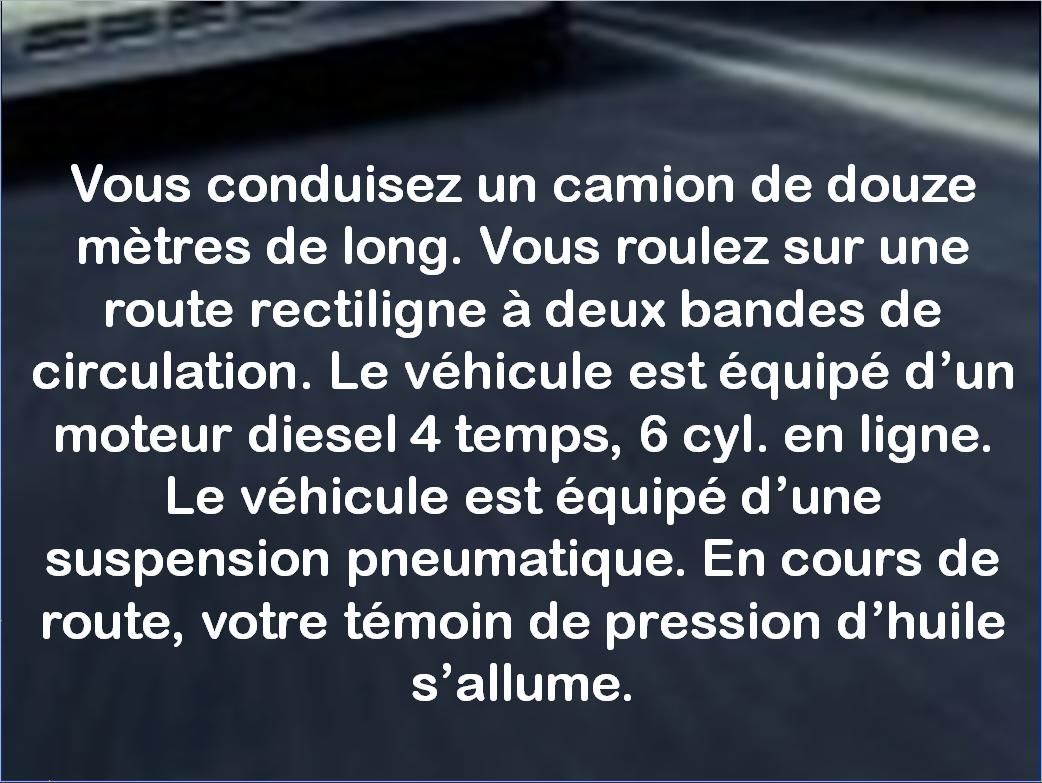 Vous conduisez un camion de douze
mètres de long. Vous roulez sur une
route rectiligne à deux bandes de
circulation. Le véhicule est équipé d’un
moteur diesel 4 temps, 6 cyl. en ligne.
Le véhicule est équipé d’une
suspension pneumatique. En cours de
route, votre témoin de pression d’huile
s’allume.